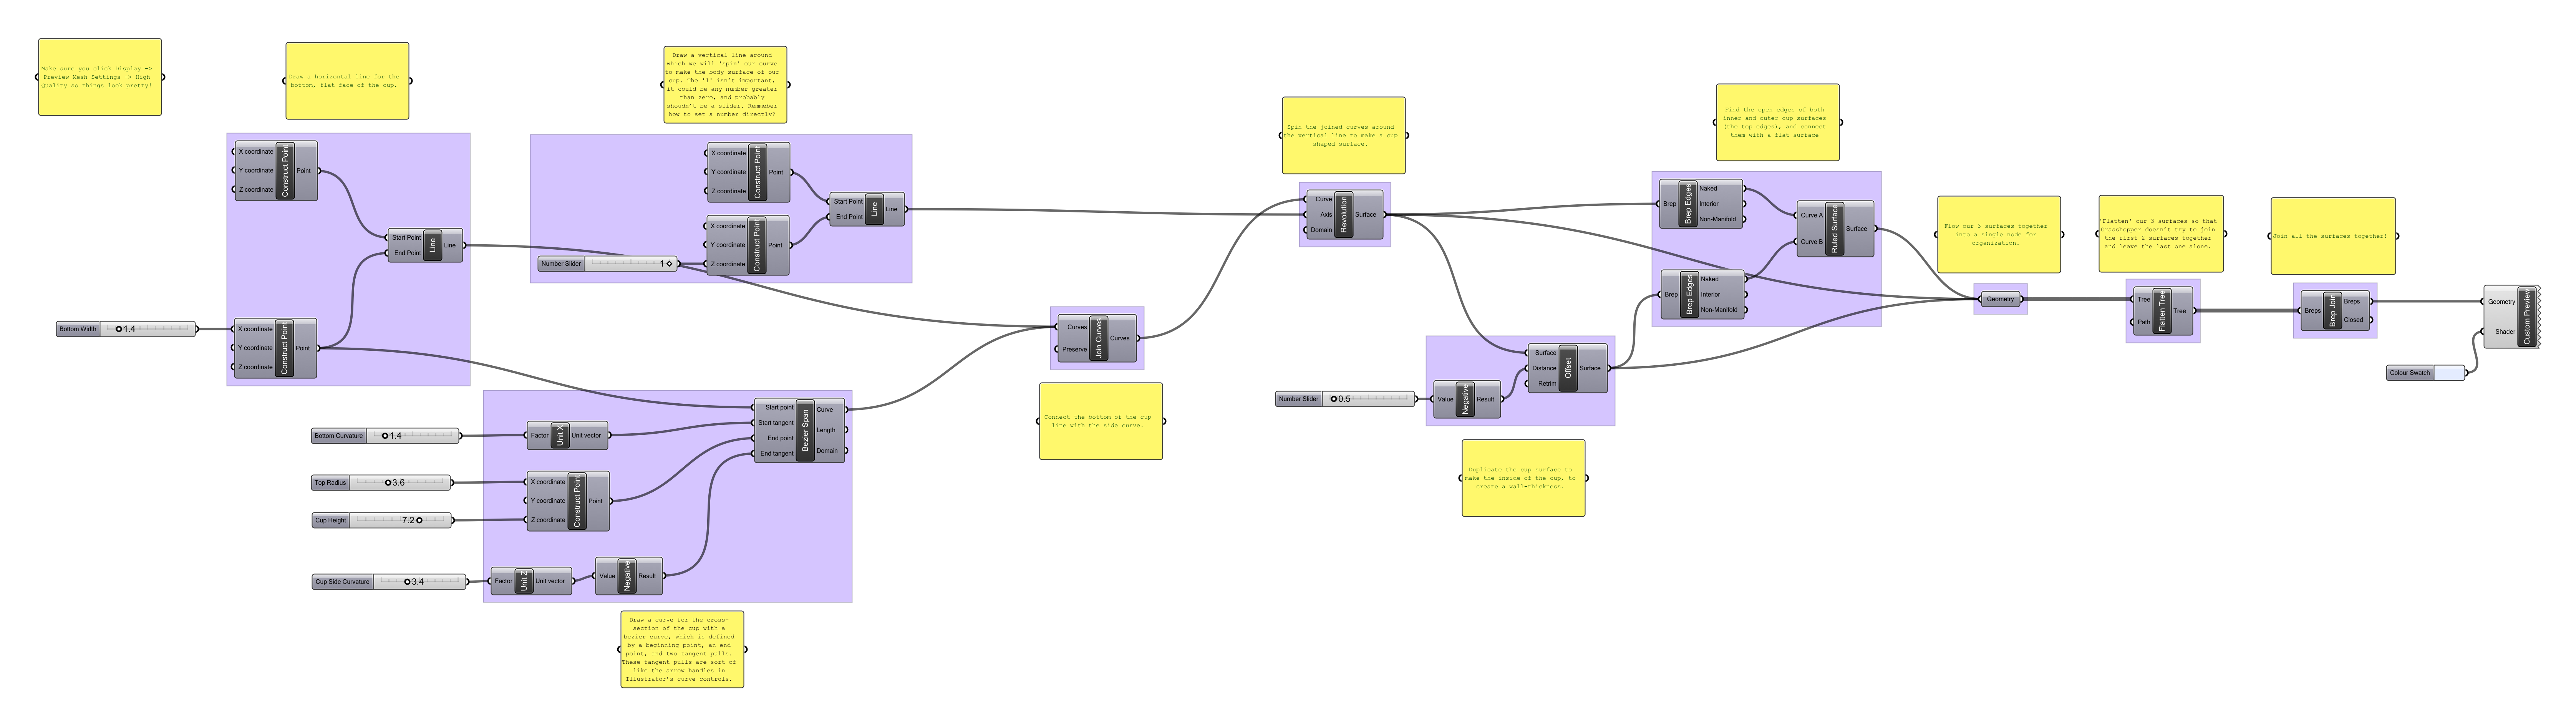 Make sure you click Display ->
Preview Mesh Settings -> High
Quality so things look pretty!
Draw a horizontal line for the
bottom, flat face of the cup.
X coordinate
Y coordinate
Z coordinate
Construct Point
Point
Start Point
End Point
Line
Line
Bottom Width
1.4
X coordinate
Y coordinate
Z coordinate
Construct Point
Point
Draw a vertical line around
which we will 'spin' our curve
to make the body surface of our
cup. The '1' isn't important,
it could be any number greater
than zero, and probably
shoudn't be a slider. Remmeber
how to set a number directly?
X coordinate
Y coordinate
Z coordinate
Construct Point
Point
Start Point
End Point
Line
Line
Number Slider
1
X coordinate
Y coordinate
Z coordinate
Construct Point
Point
Bottom Curvature
1.4
Factor
Unit X
Unit vector
Top Radius
3.6
Cup Height
7.2
X coordinate
Y coordinate
Z coordinate
Construct Point
Point
Cup Side Curvature
3.4
Factor
Unit Z
Unit vector
Value
Negative
Result
Start point
Start tangent
End point
End tangent
Bezier Span
Curve
Length
Domain
Draw a curve for the cross-
section of the cup with a
bezier curve, which is defined
by a beginning point, an end
point, and two tangent pulls.
These tangent pulls are sort of
like the arrow handles in
Illustrator's curve controls.
Curves
Preserve
Join Curves
Curves
Connect the bottom of the cup
line with the side curve.
Spin the joined curves around
the vertical line to make a cup
shaped surface.
Curve
Axis
Domain
Revolution
Surface
Number Slider
0.5
Value
Negative
Result
Surface
Distance
Retrim
Offset
Surface
Duplicate the cup surface to
make the inside of the cup, to
create a wall-thickness.
Find the open edges of both
inner and outer cup surfaces
(the top edges), and connect
them with a flat surface
Brep
Brep Edges
Naked
Interior
Non-Manifold
Brep
Brep Edges
Naked
Interior
Non-Manifold
Curve A
Curve B
Ruled Surface
Surface
Flow our 3 surfaces together
into a single node for
organization.
Geometry
'Flatten' our 3 surfaces so that
Grasshopper doesn't try to join
the first 2 surfaces together
and leave the last one alone.
Tree
Path
Flatten Tree
Tree
Join all the surfaces together!
Breps
Brep Join
Breps
Closed
Colour Swatch
Geometry
Shader
Custom Preview